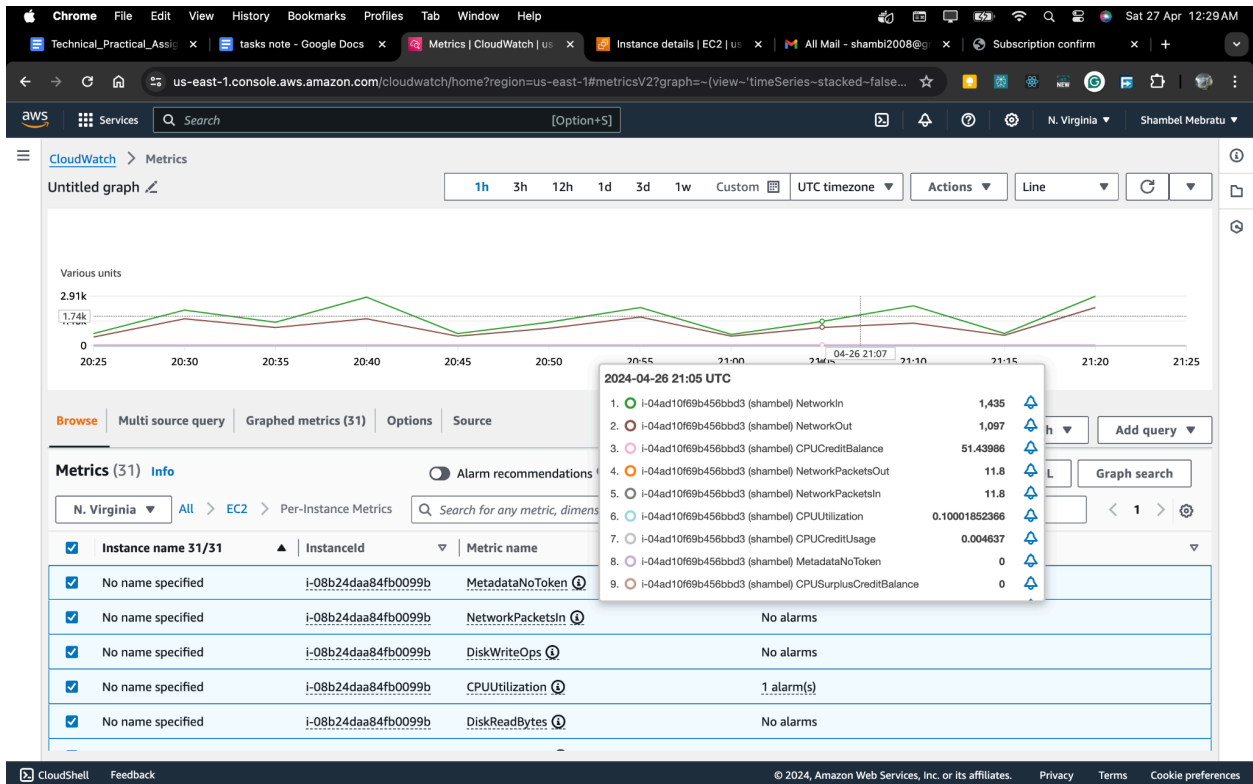 Chrome File Edit View History Bookmarks Profiles Tab Window Help Sat 27 Apr 12:29 AM
Technical_Practical_Assig tasks note - Google Docs Metrics | CloudWatch | us Instance details | EC2 | us All Mail - shambi2008@g Subscription confirm
us-east-1.console.aws.amazon.com/cloudwatch/home?region=us-east-1#metricsV2?graph=~(view~'timeSeries~stacked~false... NEW
aws Services Search [Option+S] N. Virginia Shambel Mebratu
CloudWatch > Metrics
Untitled graph 1h 3h 12h 1d 3d 1w Custom UTC timezone Actions Line
Various units
2.91k
1.74k
0
04-26 21:07
20:25 20:30 20:35 20:40 20:45 20:50 20:55 21:00 21:05 21:10 21:15 21:20 21:25
2024-04-26 21:05 UTC
1. i-04ad10f69b456bbd3 (shambel) NetworkIn 1,435
2. i-04ad10f69b456bbd3 (shambel) NetworkOut 1,097
3. i-04ad10f69b456bbd3 (shambel) CPUCreditBalance 51.43986
4. i-04ad10f69b456bbd3 (shambel) NetworkPacketsOut 11.8
5. i-04ad10f69b456bbd3 (shambel) NetworkPacketsIn 11.8
6. i-04ad10f69b456bbd3 (shambel) CPUUtilization 0.10001852366
7. i-04ad10f69b456bbd3 (shambel) CPUCreditUsage 0.004637
8. i-04ad10f69b456bbd3 (shambel) MetadataNoToken 0
9. i-04ad10f69b456bbd3 (shambel) CPUSurplusCreditBalance 0
Browse Multi source query Graphed metrics (31) Options Source h Add query
Metrics (31) Info Alarm recommendations L Graph search
N. Virginia All > EC2 > Per-Instance Metrics Search for any metric, dimens 1
Instance name 31/31 InstanceId Metric name
No name specified i-08b24daa84fb0099b MetadataNoToken
No name specified i-08b24daa84fb0099b NetworkPacketsIn No alarms
No name specified i-08b24daa84fb0099b DiskWriteOps No alarms
No name specified i-08b24daa84fb0099b CPUUtilization 1 alarm(s)
No name specified i-08b24daa84fb0099b DiskReadBytes No alarms
CloudShell Feedback © 2024, Amazon Web Services, Inc. or its affiliates. Privacy Terms Cookie preferences